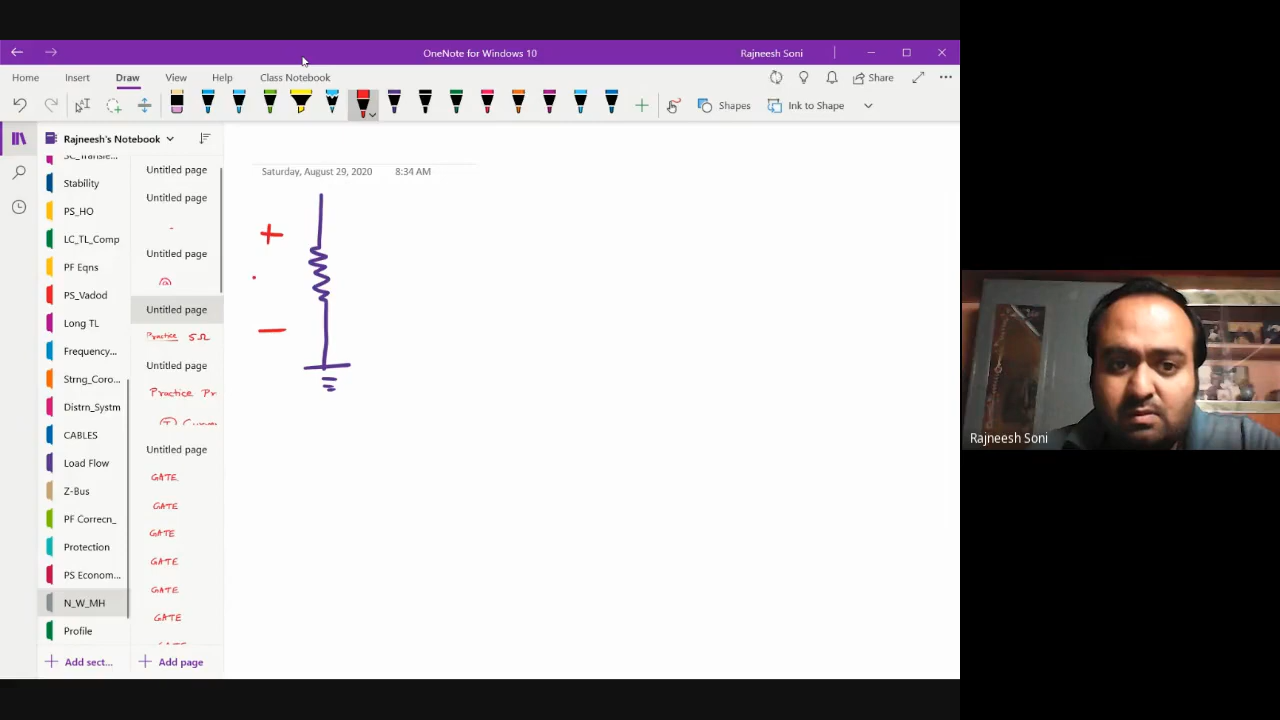 OneNote for Windows 10
Rajneesh Soni
Home
Insert
Draw
View
Help
Class Notebook
Share
Shapes
Ink to Shape
Rajneesh's Notebook
Stability
PS_HO
LC_TL_Comp
PF Eqns
PS_Vadod
Long TL
Frequency...
Strng_Coro...
Distrn_Systm
CABLES
Load Flow
Z-Bus
PF Correcn_
Protection
PS Econom...
N_W_MH
Profile
Add sect...
Untitled page
Untitled page
Untitled page
Untitled page
Practice 5Ω
Untitled page
Practice Pr
Untitled page
GATE
GATE
GATE
GATE
GATE
GATE
Add page
Saturday, August 29, 2020 8:34 AM
+
−
Rajneesh Soni